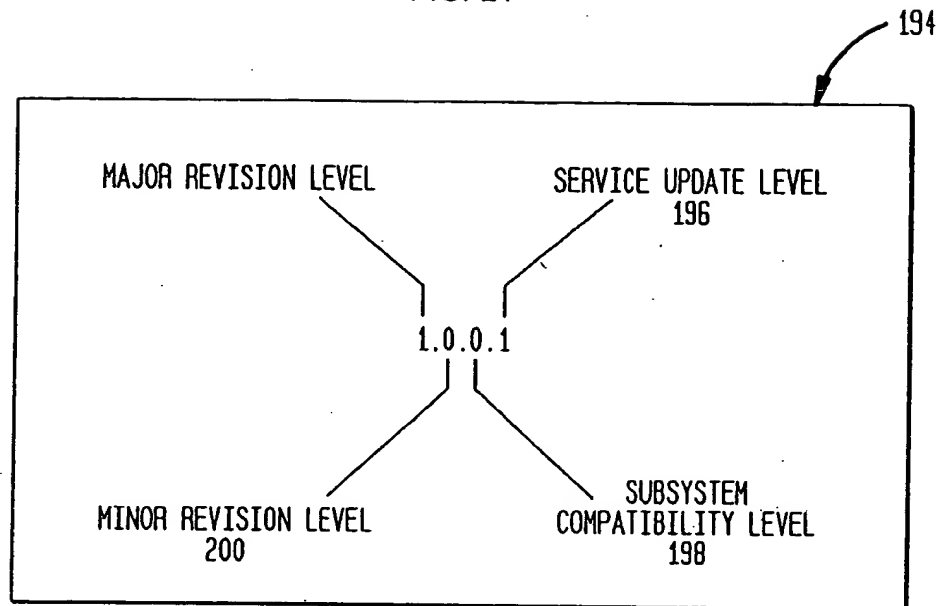 194
MAJOR REVISION LEVEL
SERVICE UPDATE LEVEL
196
1.0.0.1
MINOR REVISION LEVEL
200
SUBSYSTEM
COMPATIBILITY LEVEL
198